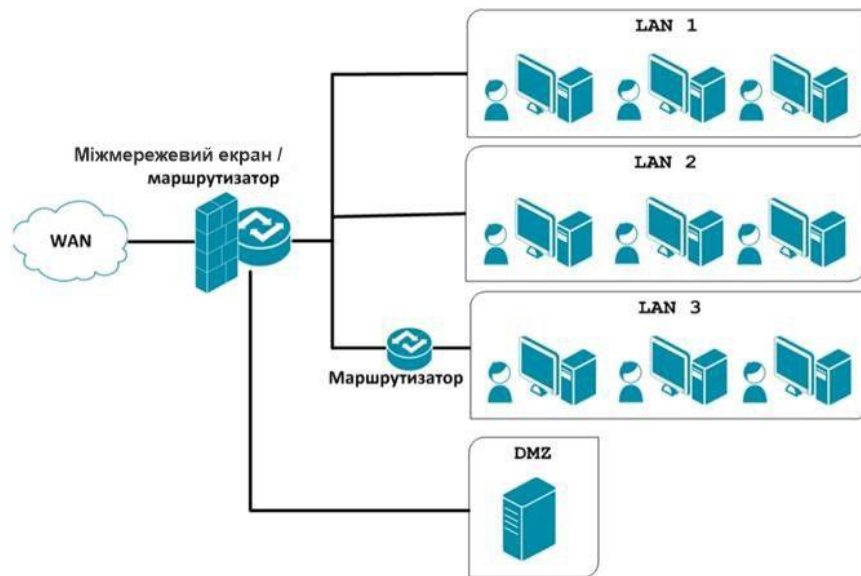 LAN 1
Міжмережевий екран /
маршрутизатор
WAN
LAN 2
LAN 3
Маршрутизатор
DMZ